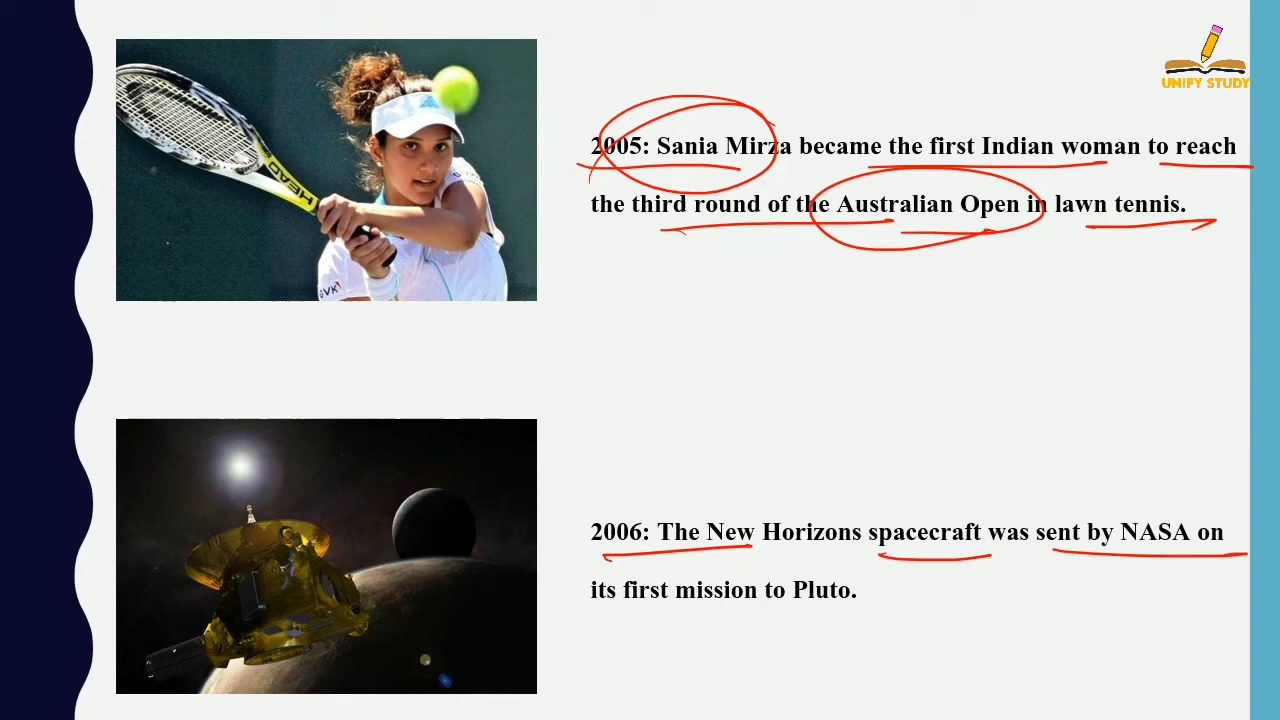 UNIFY STUDY
HEAD
GVK
2005: Sania Mirza became the first Indian woman to reach
the third round of the Australian Open in lawn tennis.
2006: The New Horizons spacecraft was sent by NASA on
its first mission to Pluto.